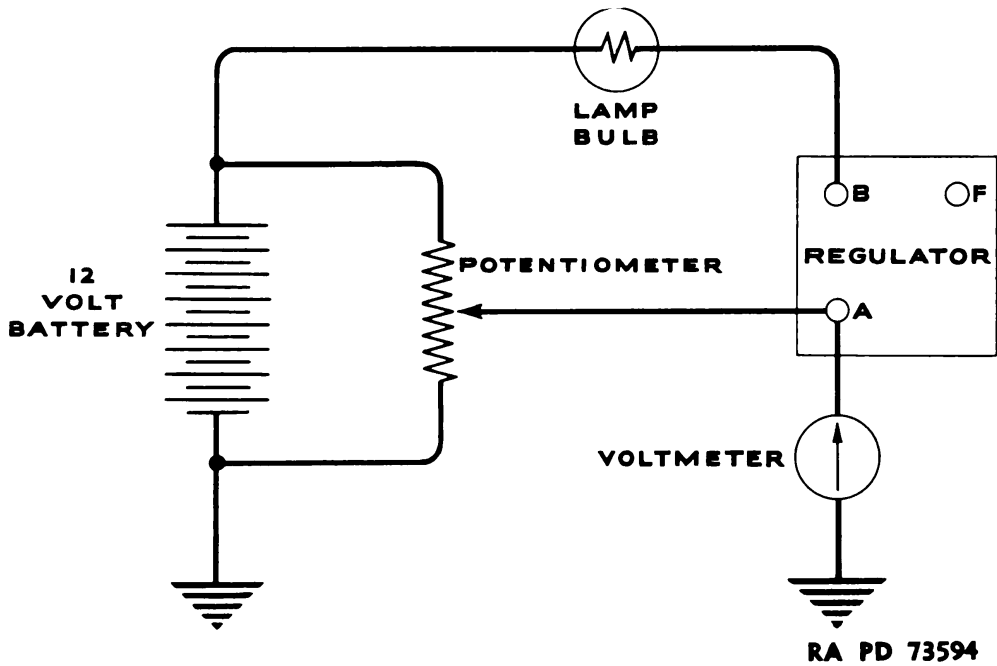 LAMP
BULB
B
F
REGULATOR
POTENTIOMETER
12
VOLT
BATTERY
A
VOLTMETER
RA PD 73594